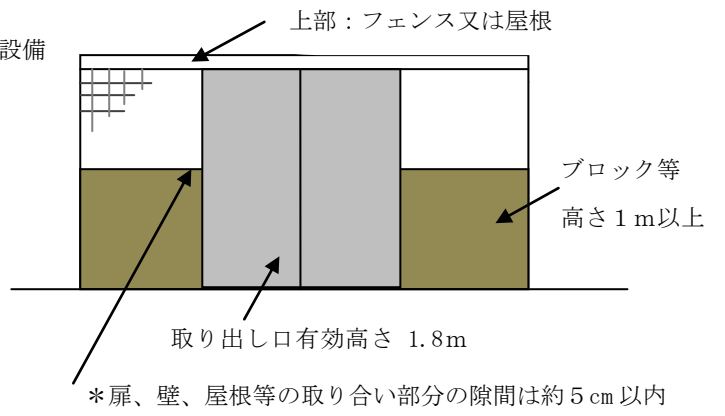 上部：フェンス又は屋根
設備
ブロック等
高さ１ｍ以上
取り出し口有効高さ 1.8ｍ
＊扉、壁、屋根等の取り合い部分の隙間は約５㎝以内